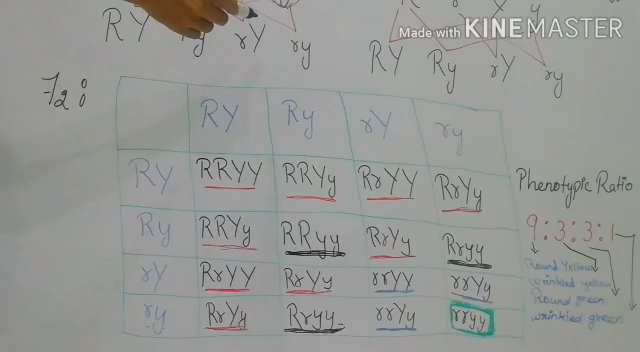 R Y y
RY Ry rY ry
Made with KINEMASTER
RY Ry rY ry
F2:
RY Ry rY ry
RY RRYY RRYy RrYY RrYy
Ry RRYy RRyy RrYy Rryy
rY RrYY RrYy rrYY rrYy
ry RrYy Rryy rrYy rryy
Phenotypic Ratio
9:3:3:1
Round Yellow
wrinkled yellow
Round green
wrinkled green